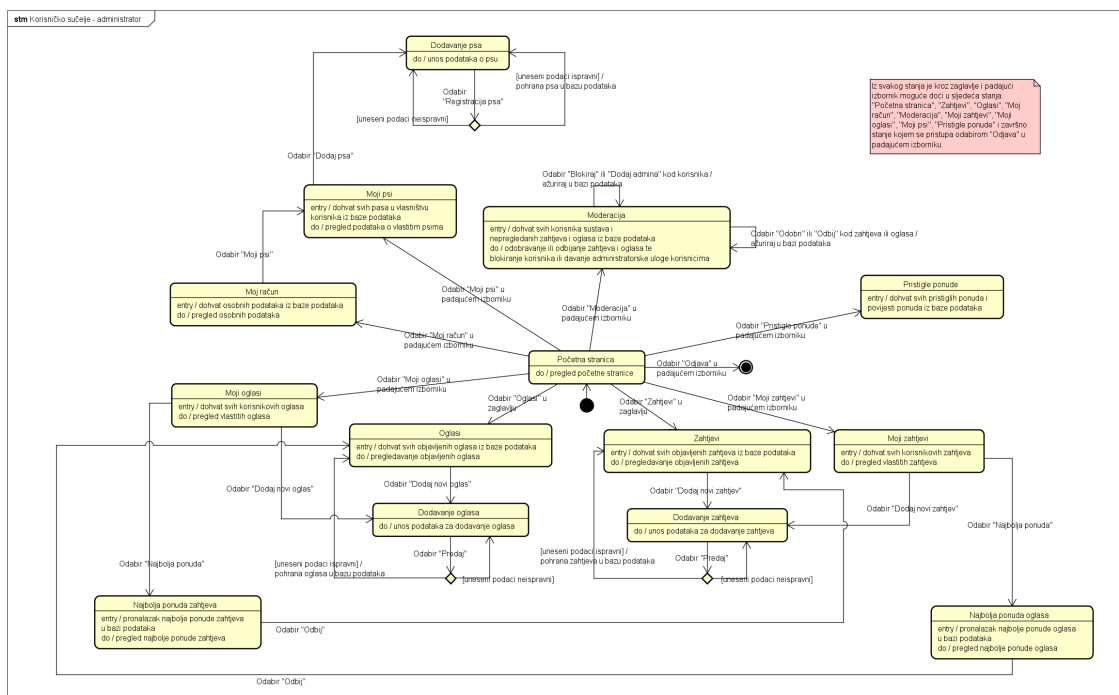 stm Korisničko sučelje - administrator
Dodavanje psa
do / unos podataka o psu
[uneseni podaci ispravni] /
pohrana psa u bazu podataka
Odabir
"Registracija psa"
[uneseni podaci neispravni]
Iz svakog stanja je kroz zaglavlje i padajući
izbornik moguće doći u sljedeća stanja:
"Početna stranica", "Zahtjevi", "Oglasi", "Moj
račun", "Moderacija", "Moji zahtjevi", "Moji
oglasi", "Moji psi", "Pristigle ponude" i završno
stanje kojem se pristupa odabirom "Odjava" u
padajućem izborniku.
Odabir "Dodaj psa"
Odabir "Blokiraj" ili "Dodaj admina" kod korisnika /
ažuriraj u bazi podataka
Moji psi
entry / dohvat svih pasa u vlasništvu
korisnika iz baze podataka
do / pregled podataka o vlastitim psima
Moderacija
entry / dohvat svih korisnika sustava i
nepregledanih zahtjeva i oglasa iz baze podataka
do / odobravanje ili odbijanje zahtjeva i oglasa te
blokiranje korisnika ili davanje administratorske uloge korisnicima
Odabir "Odobri" ili "Odbij" kod zahtjeva ili oglasa /
ažuriraj u bazi podataka
Odabir "Moji psi"
Moj račun
entry / dohvat osobnih podataka iz baze podataka
do / pregled osobnih podataka
Odabir "Moji psi" u
padajućem izborniku
Odabir "Moderacija" u
padajućem izborniku
Pristigle ponude
entry / dohvat svih pristiglih ponuda i
povijesti ponuda iz baze podataka
Odabir "Moj račun" u
padajućem izborniku
Odabir "Pristigle ponude" u
padajućem izborniku
Početna stranica
do / pregled početne stranice
Odabir "Odjava" u
padajućem izborniku
Odabir "Moji oglasi" u
padajućem izborniku
Moji oglasi
entry / dohvat svih korisnikovih oglasa
do / pregled vlastitih oglasa
Odabir "Oglasi" u
zaglavlju
Odabir "Zahtjevi" u
zaglavlju
Odabir "Moji zahtjevi" u
padajućem izborniku
Oglasi
entry / dohvat svih objavljenih oglasa iz baze podataka
do / pregledavanje objavljenih oglasa
Zahtjevi
entry / dohvat svih objavljenih zahtjeva iz baze podataka
do / pregledavanje objavljenih zahtjeva
Moji zahtjevi
entry / dohvat svih korisnikovih zahtjeva
do / pregled vlastitih zahtjeva
Odabir "Dodaj novi oglas"
Odabir "Dodaj novi oglas"
Odabir "Dodaj novi zahtjev"
Odabir "Dodaj novi zahtjev"
Odabir "Najbolja ponuda"
Dodavanje oglasa
do / unos podataka za dodavanje oglasa
Dodavanje zahtjeva
do / unos podataka za dodavanje zahtjeva
Odabir "Najbolja ponuda"
[uneseni podaci ispravni] /
pohrana oglasa u bazu podataka
Odabir "Predaj"
[uneseni podaci neispravni]
[uneseni podaci ispravni] /
pohrana zahtjeva u bazu podataka
Odabir "Predaj"
[uneseni podaci neispravni]
Najbolja ponuda zahtjeva
entry / pronalazak najbolje ponude zahtjeva
u bazi podataka
do / pregled najbolje ponude zahtjeva
Odabir "Odbij"
Najbolja ponuda oglasa
entry / pronalazak najbolje ponude oglasa
u bazi podataka
do / pregled najbolje ponude oglasa
Odabir "Odbij"